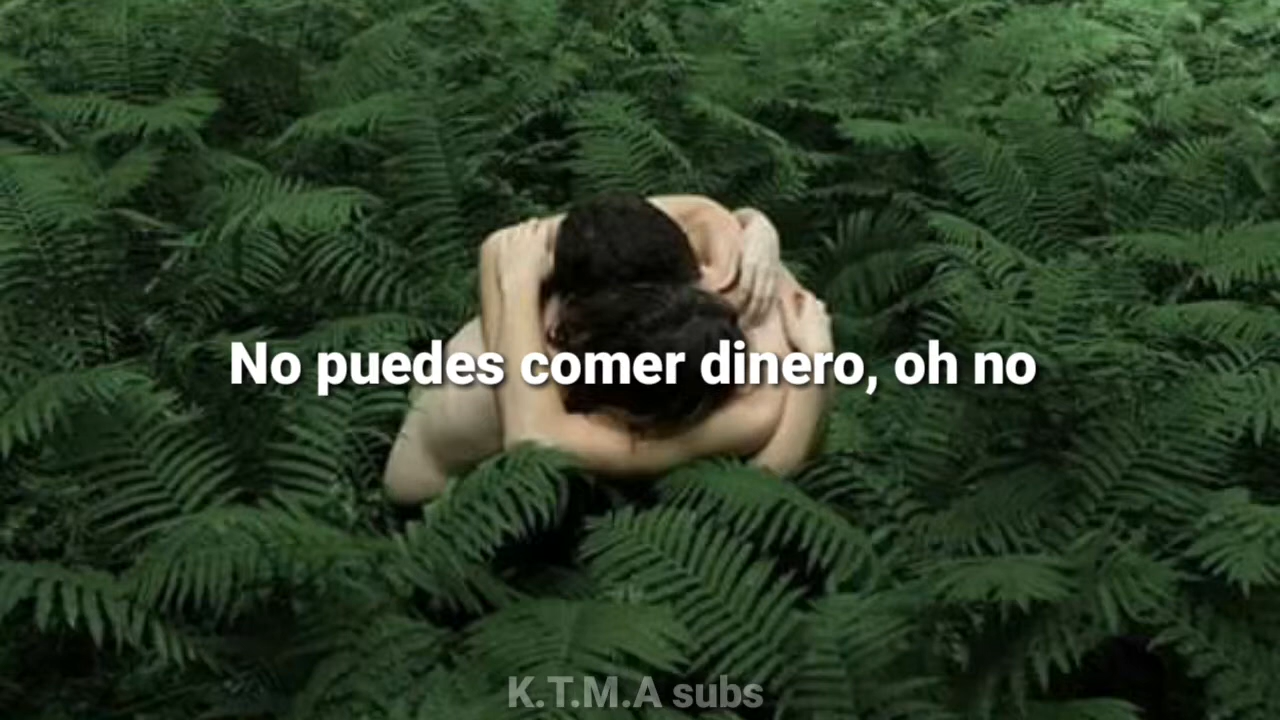 No puedes comer dinero, oh no
K.T.M.A subs